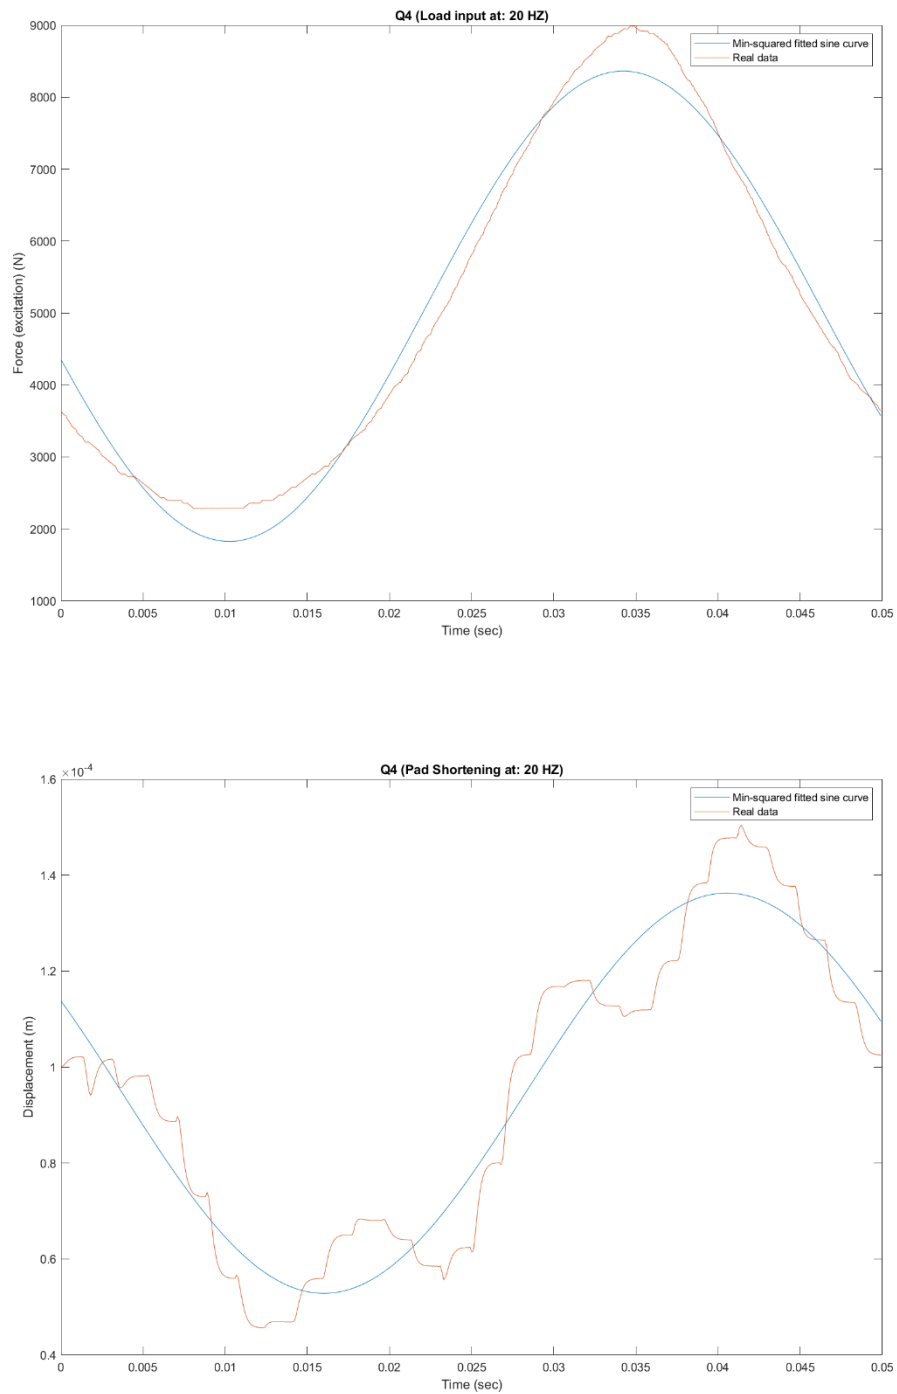 Q4 (Load input at: 20 HZ)
Min-squared fitted sine curve
Real data
9000
8000
7000
6000
5000
4000
3000
2000
1000
Force (excitation) (N)
0 0.005 0.01 0.015 0.02 0.025 0.03 0.035 0.04 0.045 0.05
Time (sec)
Q4 (Pad Shortening at: 20 HZ)
×10-4
Min-squared fitted sine curve
Real data
1.6
1.4
1.2
1
0.8
0.6
0.4
Displacement (m)
0 0.005 0.01 0.015 0.02 0.025 0.03 0.035 0.04 0.045 0.05
Time (sec)